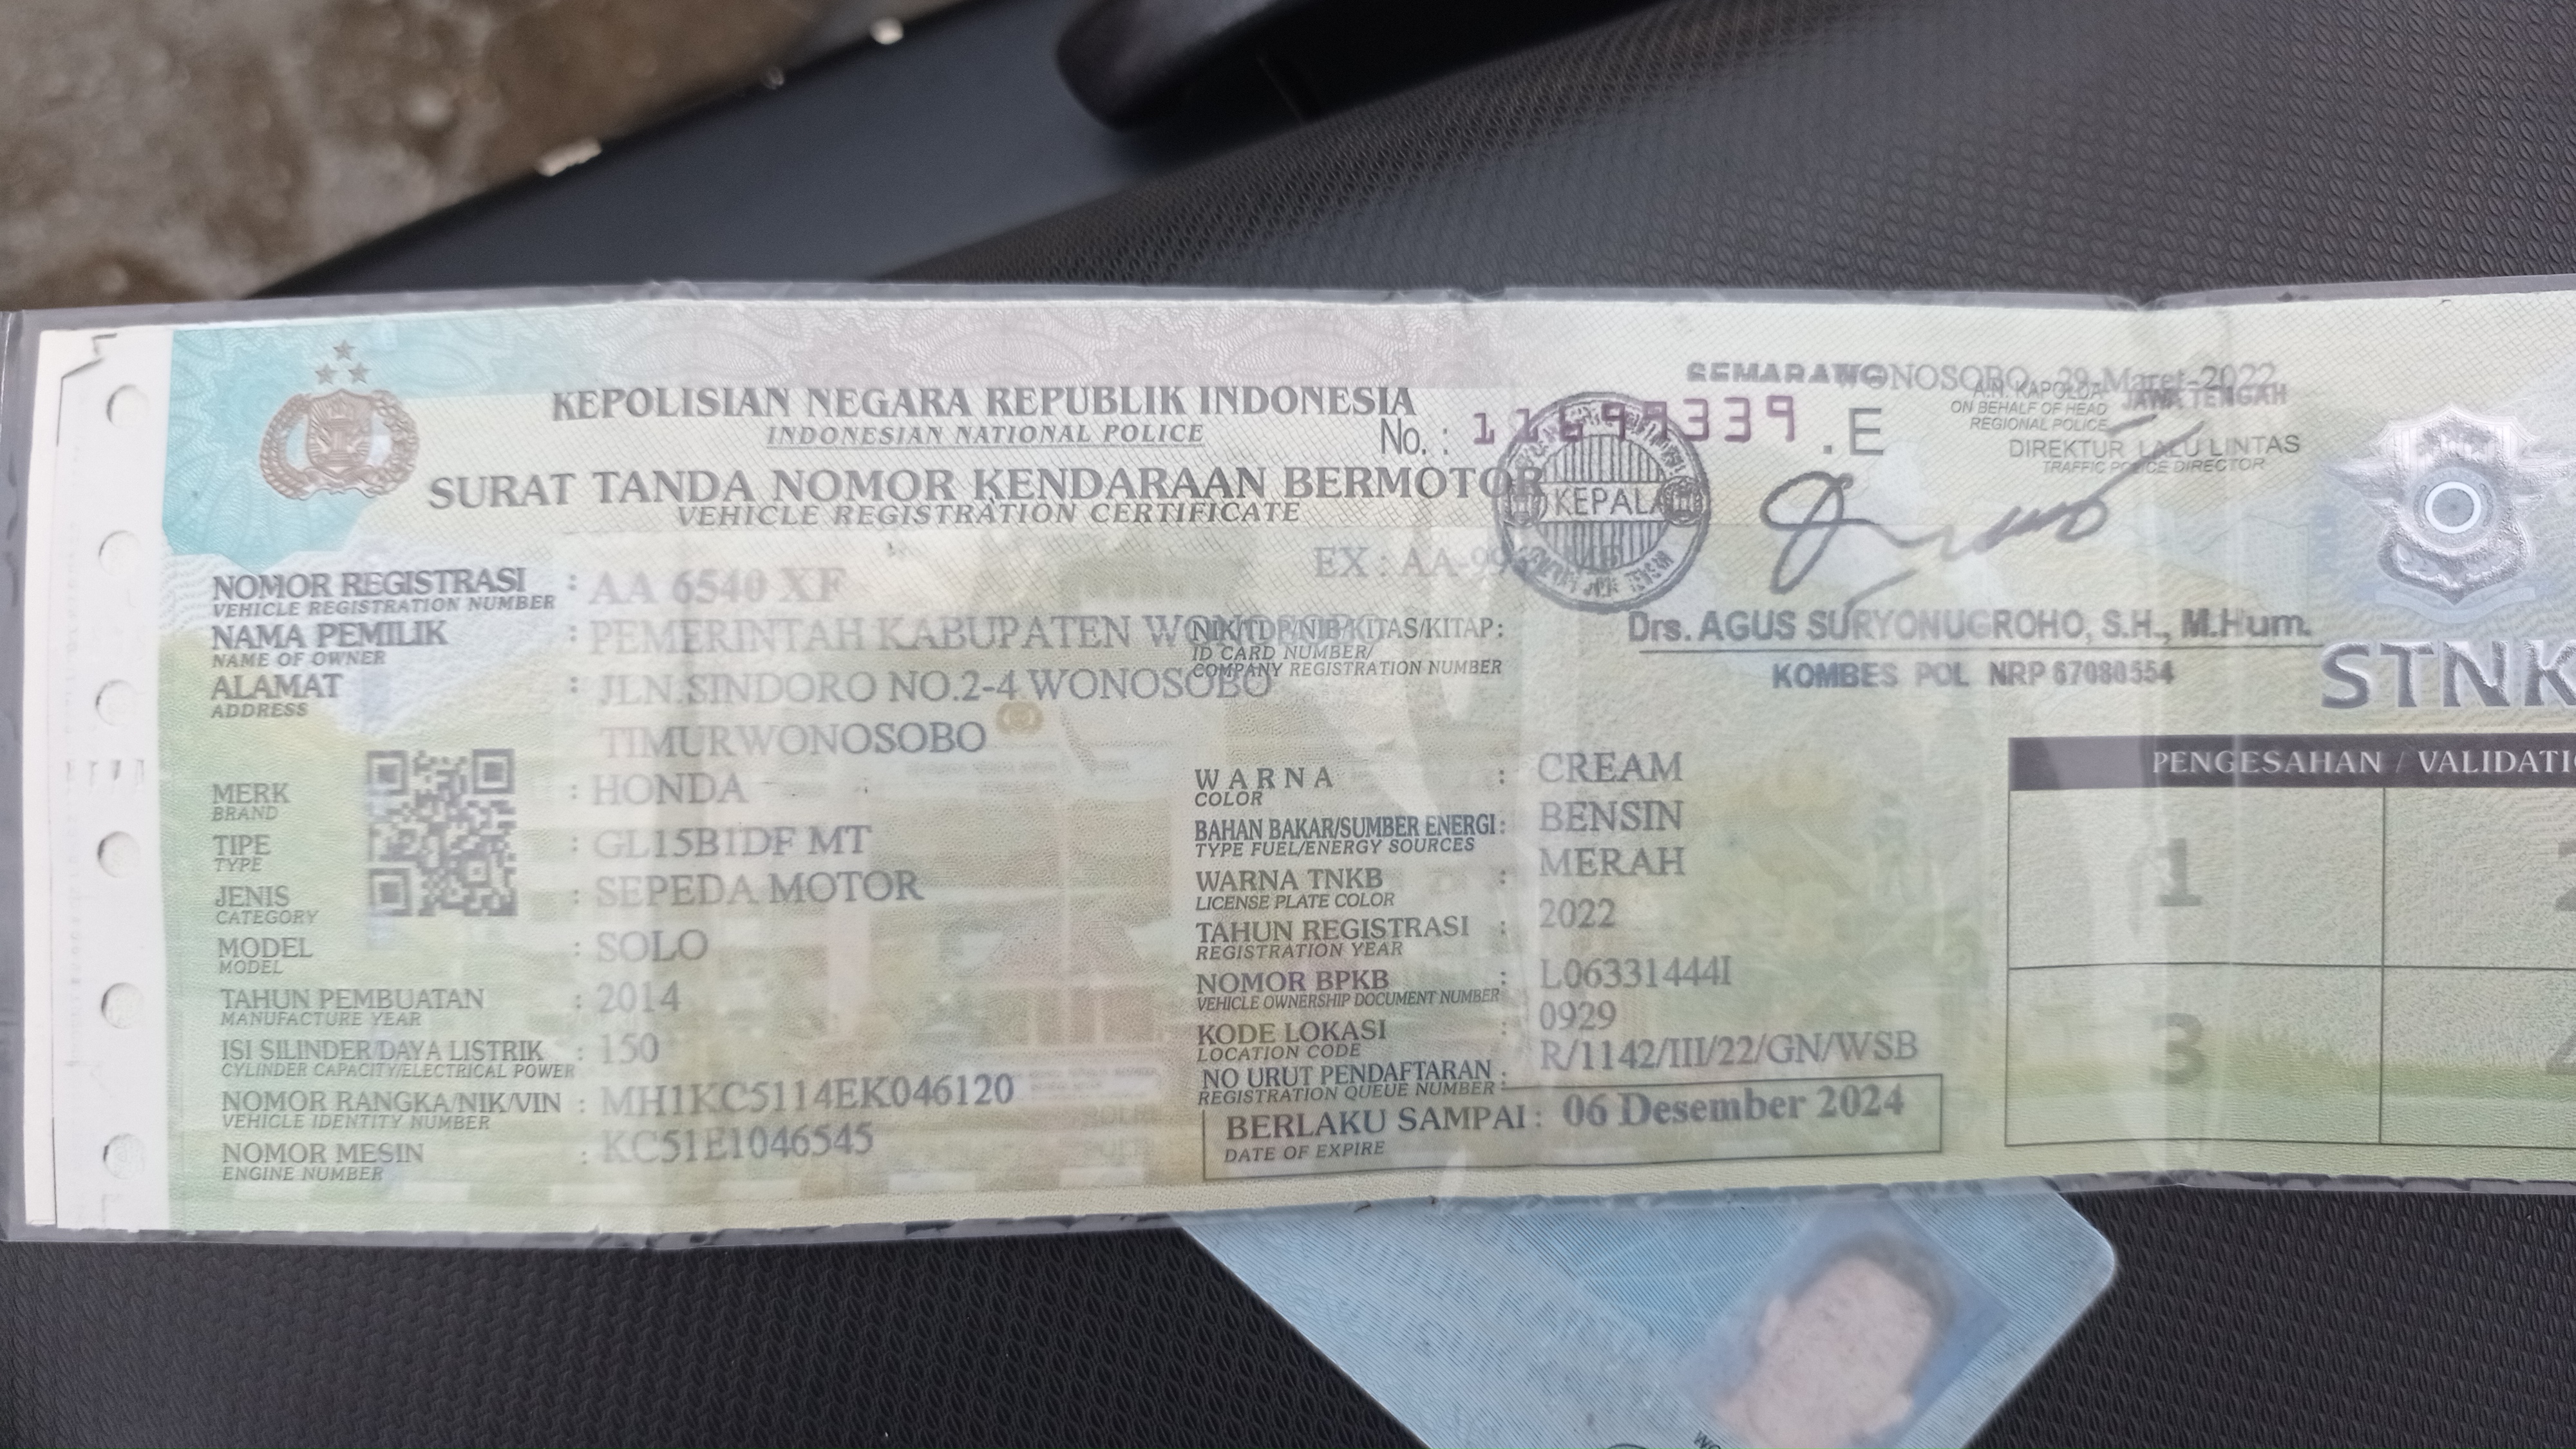 KEPOLISIAN NEGARA REPUBLIK INDONESIA
INDONESIAN NATIONAL POLICE
No. : 339 .E
SURAT TANDA NOMOR KENDARAAN BERMOTOR
VEHICLE REGISTRATION CERTIFICATE
EX : AA-99
NOMOR REGISTRASI : AA 6540 XF
VEHICLE REGISTRATION NUMBER
NAMA PEMILIK : PEMERINTAH KABUPATEN
NAME OF OWNER
ALAMAT : JLN.SINDORO NO.2-4 WONOSOBO
ADDRESS
TIMURWONOSOBO
MERK : HONDA
BRAND
TIPE : GL15B1DF MT
TYPE
JENIS : SEPEDA MOTOR
CATEGORY
MODEL : SOLO
MODEL
TAHUN PEMBUATAN : 2014
MANUFACTURE YEAR
ISI SILINDER/DAYA LISTRIK : 150
CYLINDER CAPACITY/ELECTRICAL POWER
NOMOR RANGKA/NIK/VIN : MH1KC5114EK046120
VEHICLE IDENTITY NUMBER
NOMOR MESIN : KC51E1046545
ENGINE NUMBER
NIK/TDP/NIB/KITAS/KITAP:
ID CARD NUMBER/
COMPANY REGISTRATION NUMBER
WARNA : CREAM
COLOR
BAHAN BAKAR/SUMBER ENERGI : BENSIN
TYPE FUEL/ENERGY SOURCES
WARNA TNKB : MERAH
LICENSE PLATE COLOR
TAHUN REGISTRASI : 2022
REGISTRATION YEAR
NOMOR BPKB : L06331444I
VEHICLE OWNERSHIP DOCUMENT NUMBER
KODE LOKASI : 0929
LOCATION CODE
NO URUT PENDAFTARAN : R/1142/III/22/GN/WSB
REGISTRATION QUEUE NUMBER
BERLAKU SAMPAI : 06 Desember 2024
DATE OF EXPIRE
SEMARANG WONOSOBO, 29-Maret-2022
A.N. KAPOLDA JAWA TENGAH
ON BEHALF OF HEAD
REGIONAL POLICE
DIREKTUR LALU LINTAS
TRAFFIC POLICE DIRECTOR
KEPALA
Drs. AGUS SURYONUGROHO, S.H., M.Hum.
KOMBES POL NRP 67080554
STNK
PENGESAHAN / VALIDATI
1
3